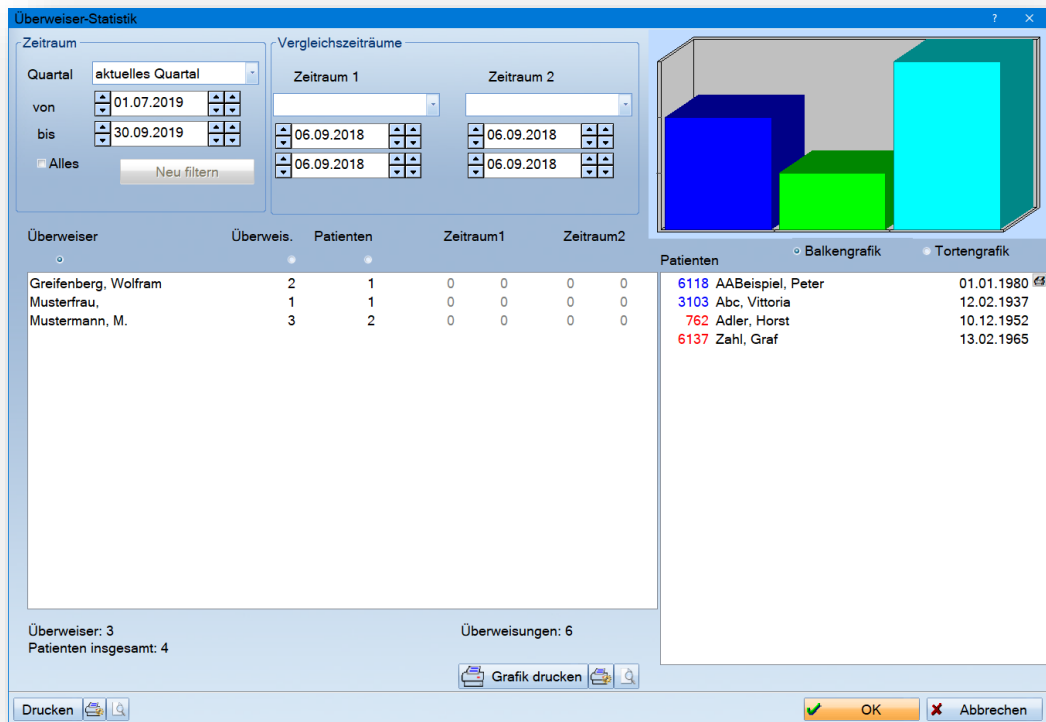 Überweiser-Statistik
Zeitraum
Quartal aktuelles Quartal
von 01.07.2019
bis 30.09.2019
Alles
Neu filtern
Vergleichszeiträume
Zeitraum 1 Zeitraum 2
06.09.2018 06.09.2018
06.09.2018 06.09.2018
Balkengrafik Tortengrafik
Überweiser Überweis. Patienten Zeitraum1 Zeitraum2
Greifenberg, Wolfram 2 1 0 0 0 0
Musterfrau, 1 1 0 0 0 0
Mustermann, M. 3 2 0 0 0 0
Patienten
6118 AABeispiel, Peter 01.01.1980
3103 Abc, Vittoria 12.02.1937
762 Adler, Horst 10.12.1952
6137 Zahl, Graf 13.02.1965
Überweiser: 3 Überweisungen: 6
Patienten insgesamt: 4
Grafik drucken
Drucken OK Abbrechen